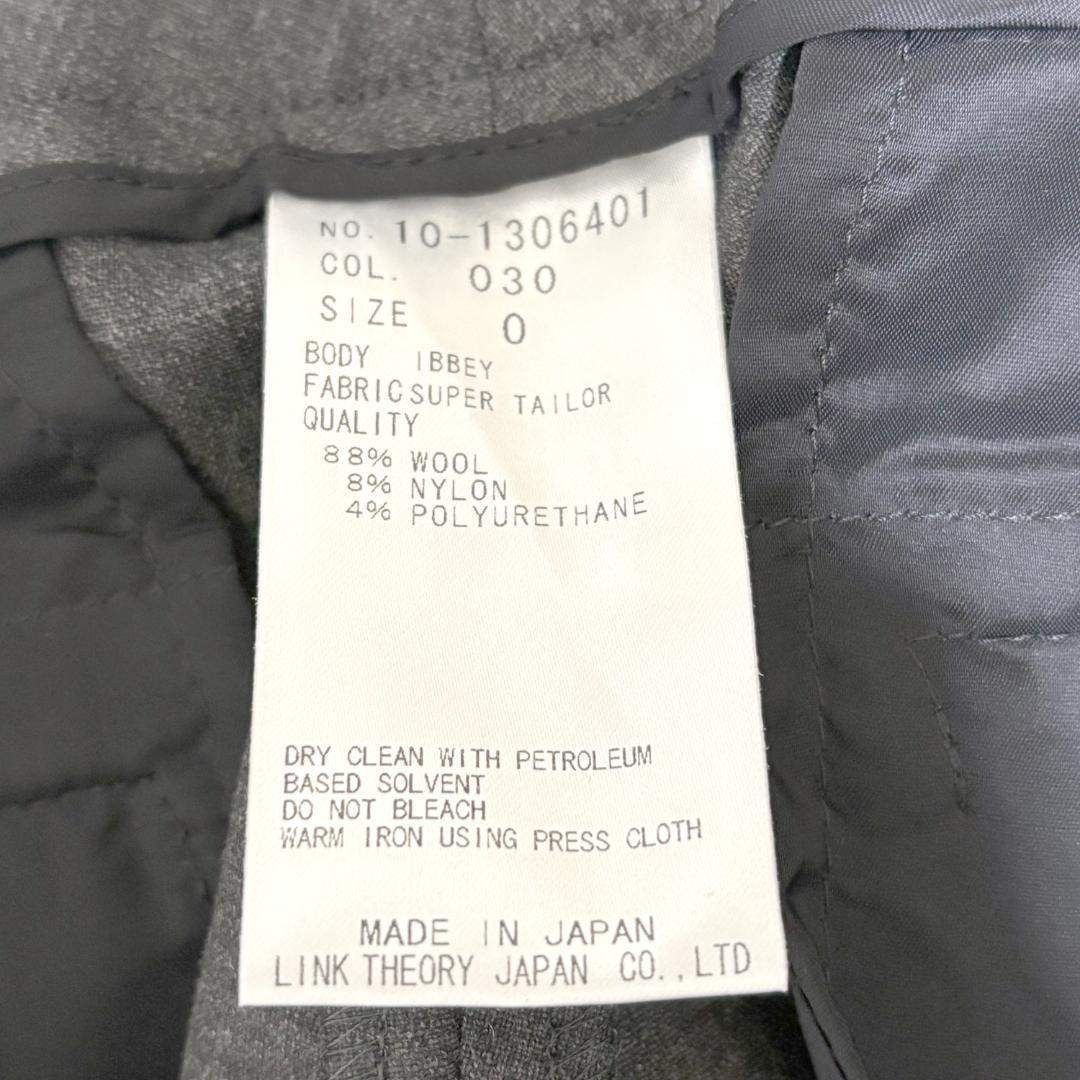 NO. 10-1306401
COL. 030
SIZE 0
BODY IBBEY
FABRIC SUPER TAILOR
QUALITY
88% WOOL
8% NYLON
4% POLYURETHANE
DRY CLEAN WITH PETROLEUM
BASED SOLVENT
DO NOT BLEACH
WARM IRON USING PRESS CLOTH
MADE IN JAPAN
LINK THEORY JAPAN CO.,LTD